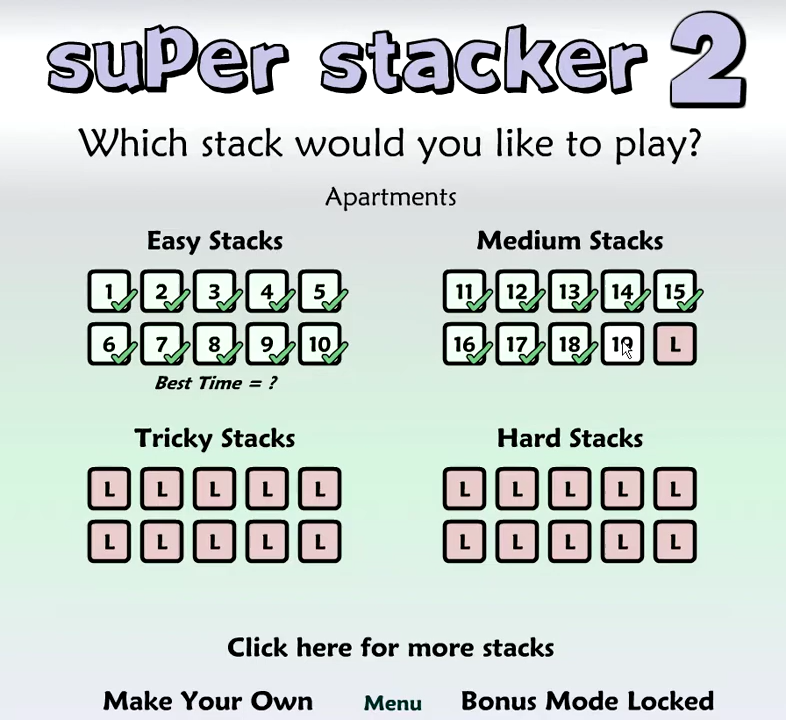 super stacker 2
Which stack would you like to play?
Apartments
Easy Stacks
1 2 3 4 5
6 7 8 9 10
Best Time = ?
Medium Stacks
11 12 13 14 15
16 17 18 19 L
Tricky Stacks
L L L L L
L L L L L
Hard Stacks
L L L L L
L L L L L
Click here for more stacks
Make Your Own Menu Bonus Mode Locked